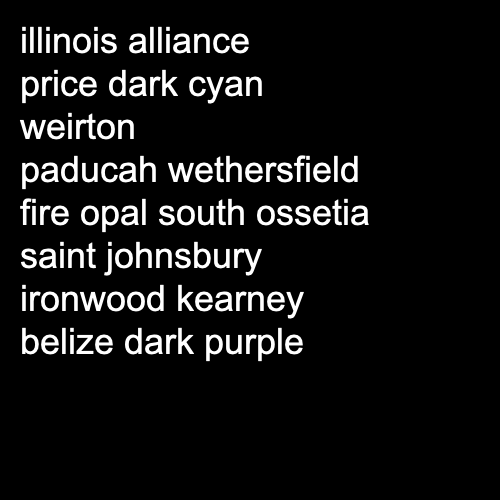 illinois alliance
price dark cyan
weirton
paducah wethersfield
fire opal south ossetia
saint johnsbury
ironwood kearney
belize dark purple